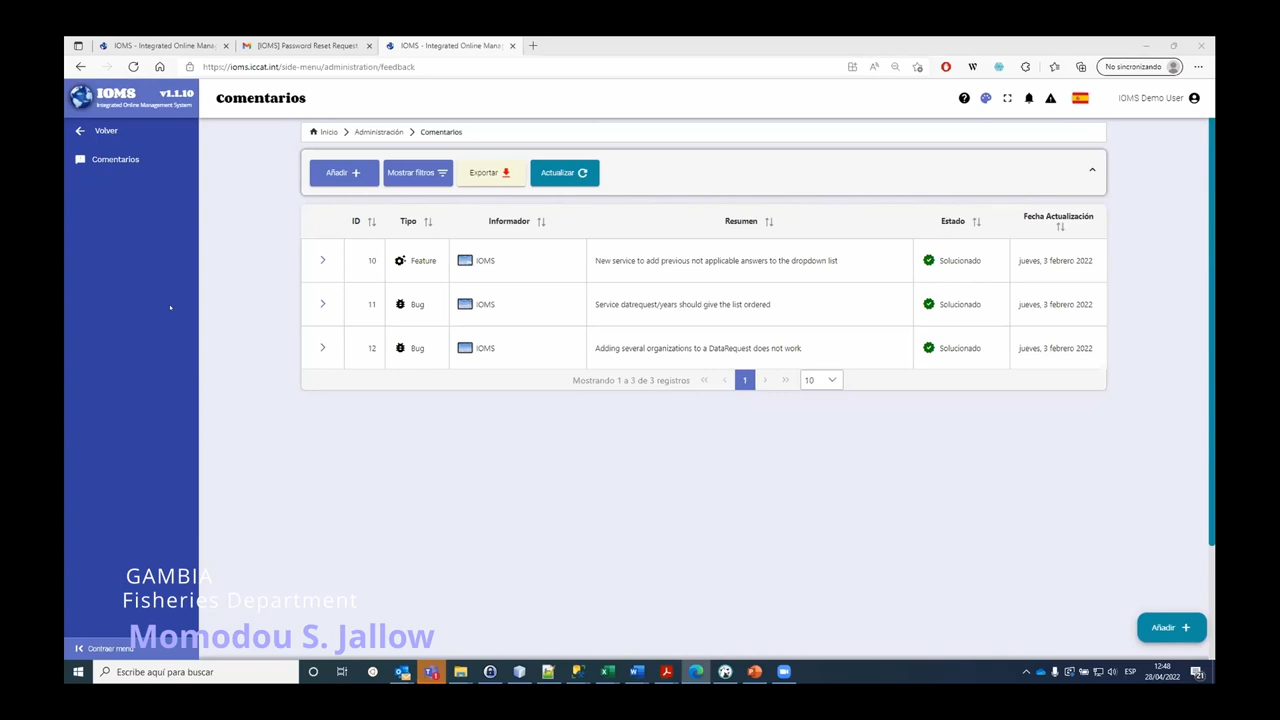 IOMS - Integrated Online Mana
[IOMS] Password Reset Request
IOMS - Integrated Online Mana
https://ioms.iccat.int/side-menu/administration/feedback
No sincronizando
IOMS v1.1.10
Integrated Online Management System
Comentarios
IOMS Demo User
Volver
Comentarios
Inicio > Administración > Comentarios
Añadir +
Mostrar filtros
Exportar
Actualizar
ID Tipo Informador Resumen Estado Fecha Actualización
10 Feature IOMS New service to add previous not applicable answers to the dropdown list Solucionado jueves, 3 febrero 2022
11 Bug IOMS Service datrequest/years should give the list ordered Solucionado jueves, 3 febrero 2022
12 Bug IOMS Adding several organizations to a DataRequest does not work Solucionado jueves, 3 febrero 2022
Mostrando 1 a 3 de 3 registros « ‹ 1 › » 10
GAMBIA
Fisheries Department
Momodou S. Jallow
Añadir +
Contraer menú
Escribe aquí para buscar
ESP
12:48
28/04/2022
21